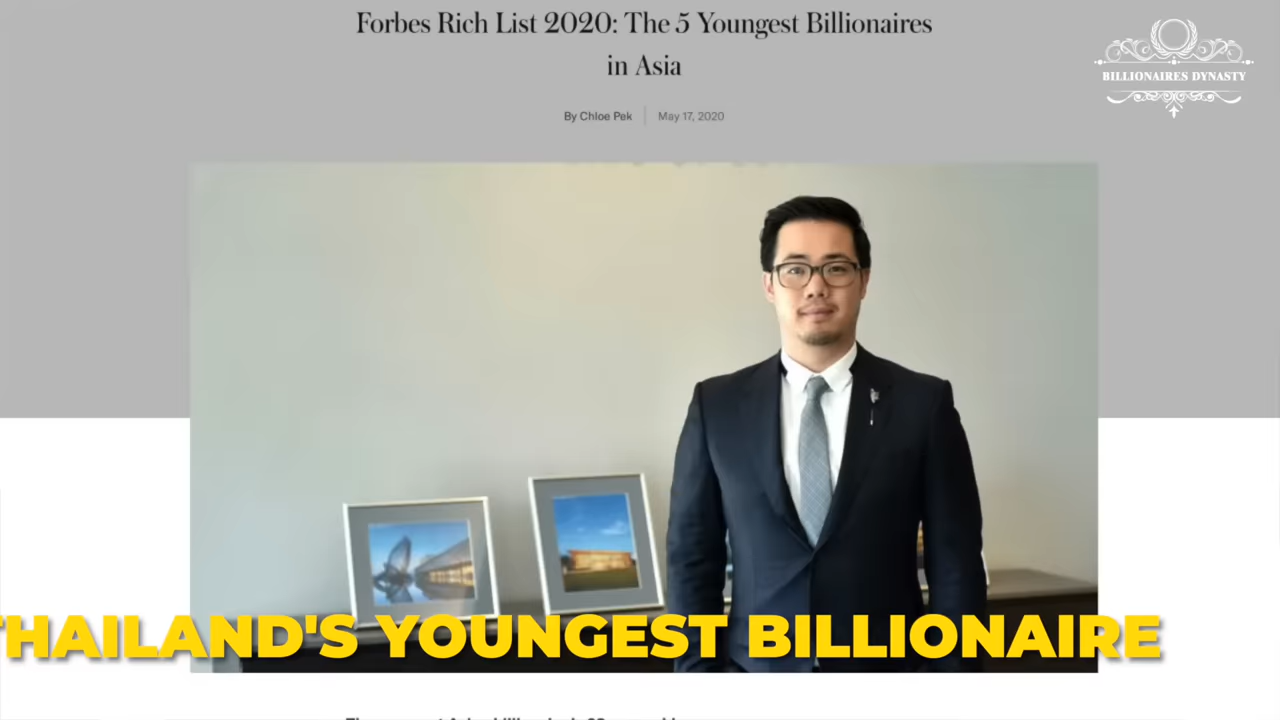 Forbes Rich List 2020: The 5 Youngest Billionaires
in Asia
By Chloe Pek
May 17, 2020
BILLIONAIRES DYNASTY
THAILAND'S YOUNGEST BILLIONAIRE